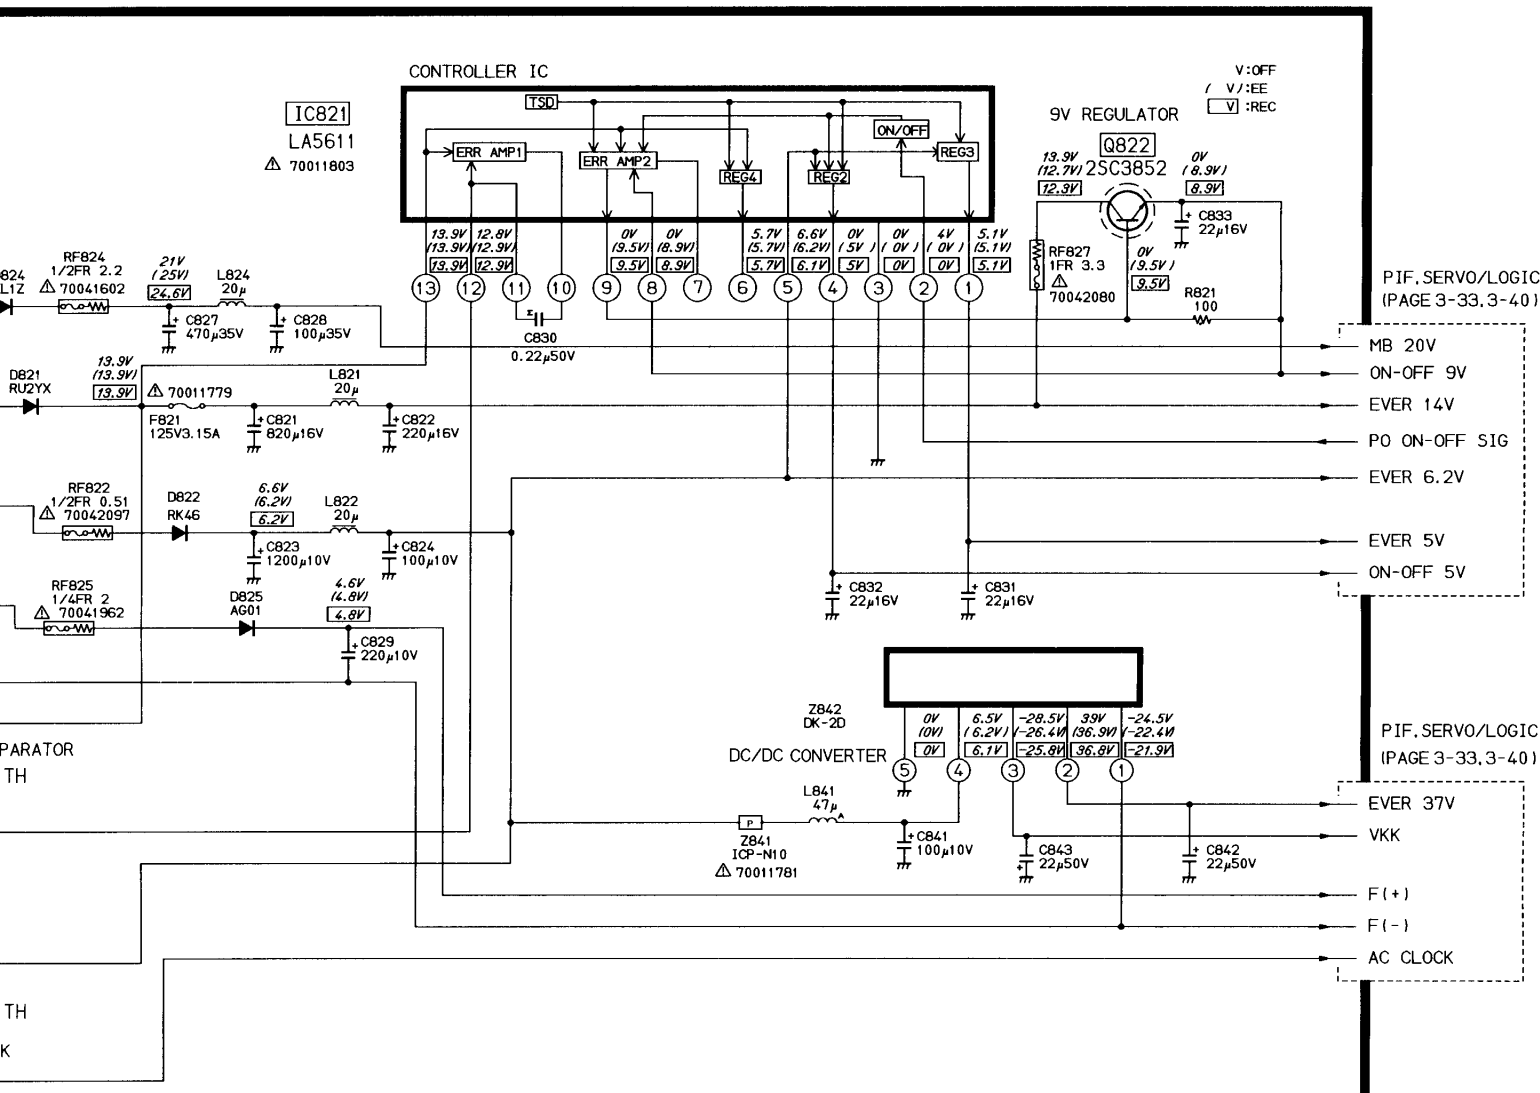 CONTROLLER IC
IC821
LA5611
⚠ 70011803
TSD
ERR AMP1
ERR AMP2
REG4
REG2
ON/OFF
REG3
13.9V 12.8V
(13.9V) (12.9V)
13.9V 12.9V
0V 0V
(9.5V) (8.9V)
9.5V 8.9V
5.7V 6.6V 0V 0V 4V 5.1V
(5.7V) (6.2V) (5V ) ( 0V ) ( 0V ) (5.1V)
5.7V 6.1V 5V 0V 0V 5.1V
13 12 11 10 9 8 7 6 5 4 3 2 1
C830
0.22μ50V
V:OFF
( V):EE
V :REC
9V REGULATOR
Q822
2SC3852
13.9V
(12.7V)
12.3V
0V
(8.9V)
8.9V
C833
22μ16V
RF827
1FR 3.3
⚠
70042080
0V
(9.5V)
9.5V
R821
100
PIF,SERVO/LOGIC
(PAGE 3-33,3-40)
MB 20V
ON-OFF 9V
EVER 14V
PO ON-OFF SIG
EVER 6.2V
EVER 5V
ON-OFF 5V
824
L1Z
RF824
1/2FR 2.2
⚠ 70041602
21V
(25V)
24.6V
L824
20μ
C827
470μ35V
C828
100μ35V
D821
RU2YX
13.9V
(13.9V)
13.9V
⚠ 70011779
F821
125V3.15A
L821
20μ
C821
820μ16V
C822
220μ16V
RF822
1/2FR 0.51
⚠ 70042097
D822
RK46
6.6V
(6.2V)
6.2V
L822
20μ
C823
1200μ10V
C824
100μ10V
RF825
1/4FR 2
⚠ 70041962
D825
AG01
4.6V
(4.8V)
4.8V
C829
220μ10V
C832
22μ16V
C831
22μ16V
Z842
DK-2D
DC/DC CONVERTER
0V 6.5V -28.5V 39V -24.5V
(0V) (6.2V) (-26.4V) (36.9V) (-22.4V)
0V 6.1V -25.8V 36.8V -21.9V
5 4 3 2 1
PARATOR
TH
L841
47μ
P
Z841
ICP-N10
⚠ 70011781
C841
100μ10V
C843
22μ50V
C842
22μ50V
PIF,SERVO/LOGIC
(PAGE 3-33,3-40)
EVER 37V
VKK
F(+)
F(-)
AC CLOCK
TH
K